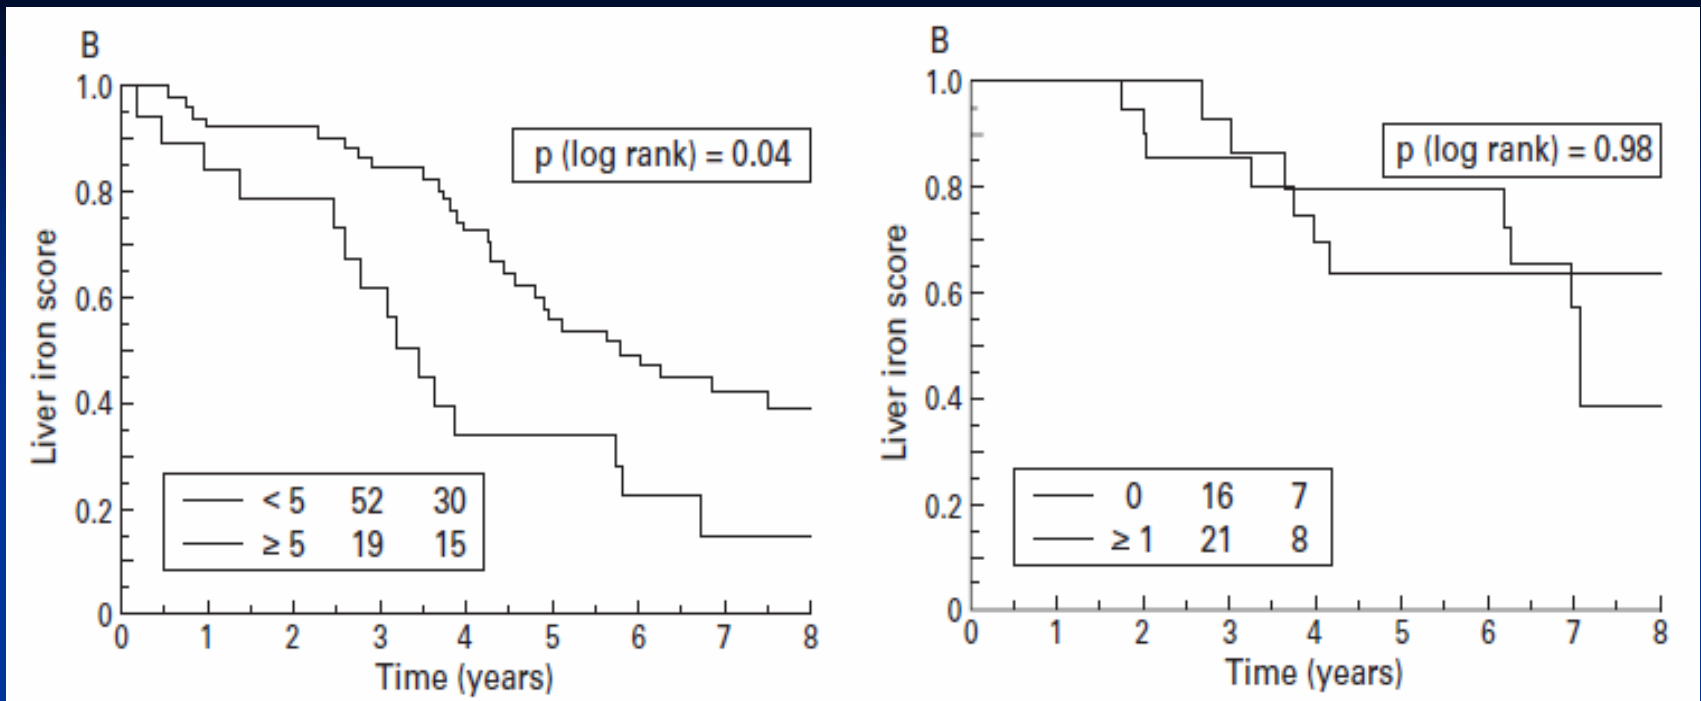 B
1.0
0.8
0.6
0.4
0.2
0
Liver iron score
p (log rank) = 0.04
< 5 52 30
≥ 5 19 15
0 1 2 3 4 5 6 7 8
Time (years)
B
1.0
0.8
0.6
0.4
0.2
0
Liver iron score
p (log rank) = 0.98
0 16 7
≥ 1 21 8
0 1 2 3 4 5 6 7 8
Time (years)